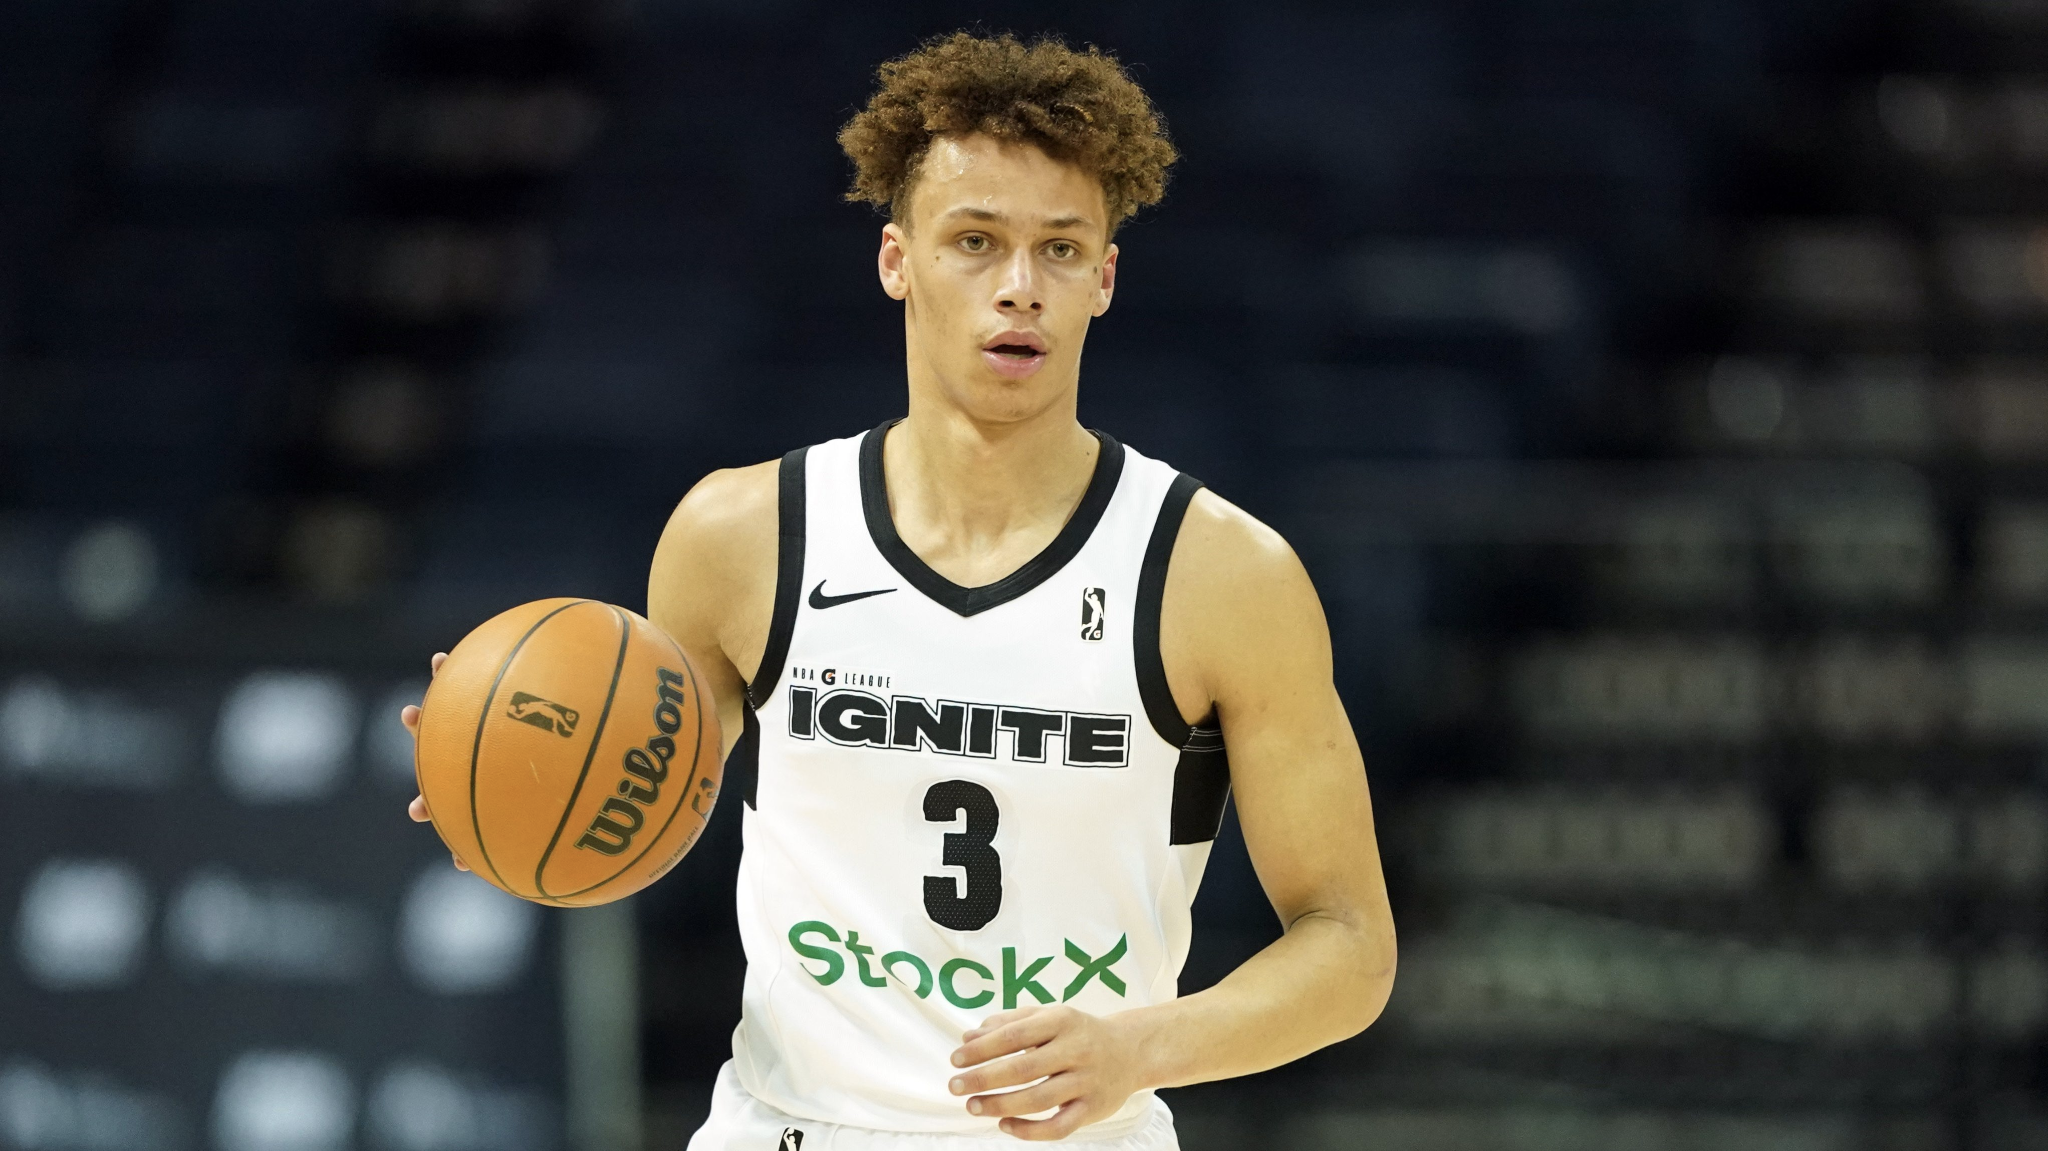 NBA G LEAGUE
IGNITE
3
StockX
Wilson